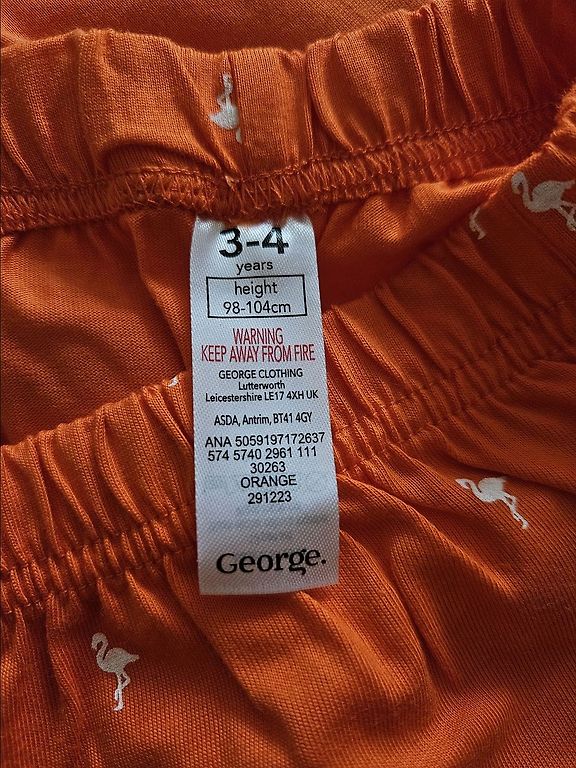 3-4
years
height
98-104cm
WARNING
KEEP AWAY FROM FIRE
GEORGE CLOTHING
Lutterworth
Leicestershire LE17 4XH UK
ASDA, Antrim, BT41 4GY
ANA 5059197172637
574 5740 2961 111
30263
ORANGE
291223
George.